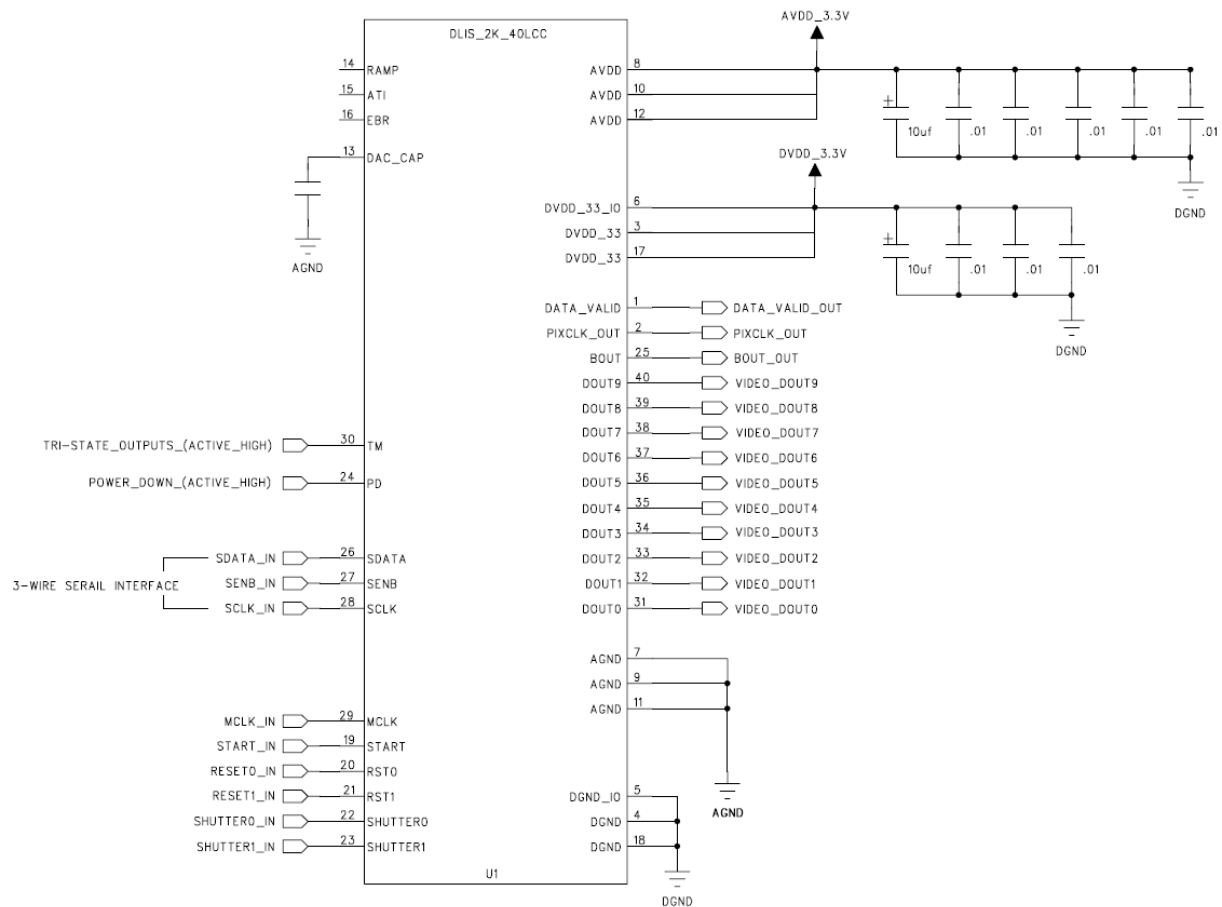 AVDD_3.3V
DLIS_2K_40LCC
14 RAMP
AVDD 8
15 ATI
AVDD 10
16 EBR
AVDD 12
+
10uf .01 .01 .01 .01 .01
13 DAC_CAP
DVDD_3.3V
DGND
DVDD_33_IO 6
DVDD_33 3
+
DVDD_33 17
AGND
10uf .01 .01 .01
DATA_VALID 1 DATA_VALID_OUT
PIXCLK_OUT 2 PIXCLK_OUT
DGND
BOUT 25 BOUT_OUT
DOUT9 40 VIDEO_DOUT9
DOUT8 39 VIDEO_DOUT8
DOUT7 38 VIDEO_DOUT7
TRI-STATE_OUTPUTS_(ACTIVE_HIGH) 30 TM
DOUT6 37 VIDEO_DOUT6
POWER_DOWN_(ACTIVE_HIGH) 24 PD
DOUT5 36 VIDEO_DOUT5
DOUT4 35 VIDEO_DOUT4
DOUT3 34 VIDEO_DOUT3
SDATA_IN 26 SDATA
DOUT2 33 VIDEO_DOUT2
3-WIRE SERAIL INTERFACE
SENB_IN 27 SENB
DOUT1 32 VIDEO_DOUT1
SCLK_IN 28 SCLK
DOUT0 31 VIDEO_DOUT0
AGND 7
AGND 9
AGND 11
MCLK_IN 29 MCLK
START_IN 19 START
RESET0_IN 20 RST0
RESET1_IN 21 RST1
DGND_IO 5
AGND
SHUTTER0_IN 22 SHUTTER0
DGND 4
SHUTTER1_IN 23 SHUTTER1
DGND 18
U1
DGND